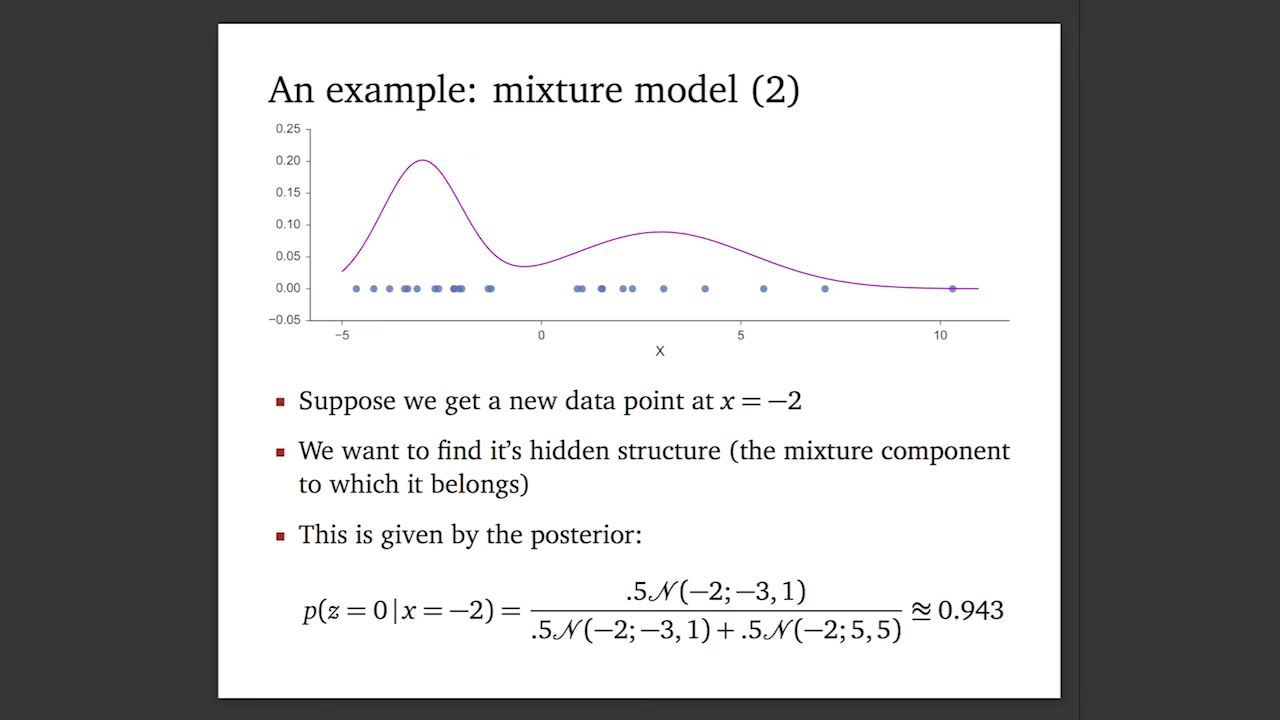 An example: mixture model (2)
0.25
0.20
0.15
0.10
0.05
0.00
−0.05
−5 0 5 10
X
Suppose we get a new data point at x = −2
We want to find it’s hidden structure (the mixture component
to which it belongs)
This is given by the posterior:
p(z = 0 | x = −2) = .5𝒩(−2; −3, 1) / .5𝒩(−2; −3, 1) + .5𝒩(−2; 5, 5) ≊ 0.943